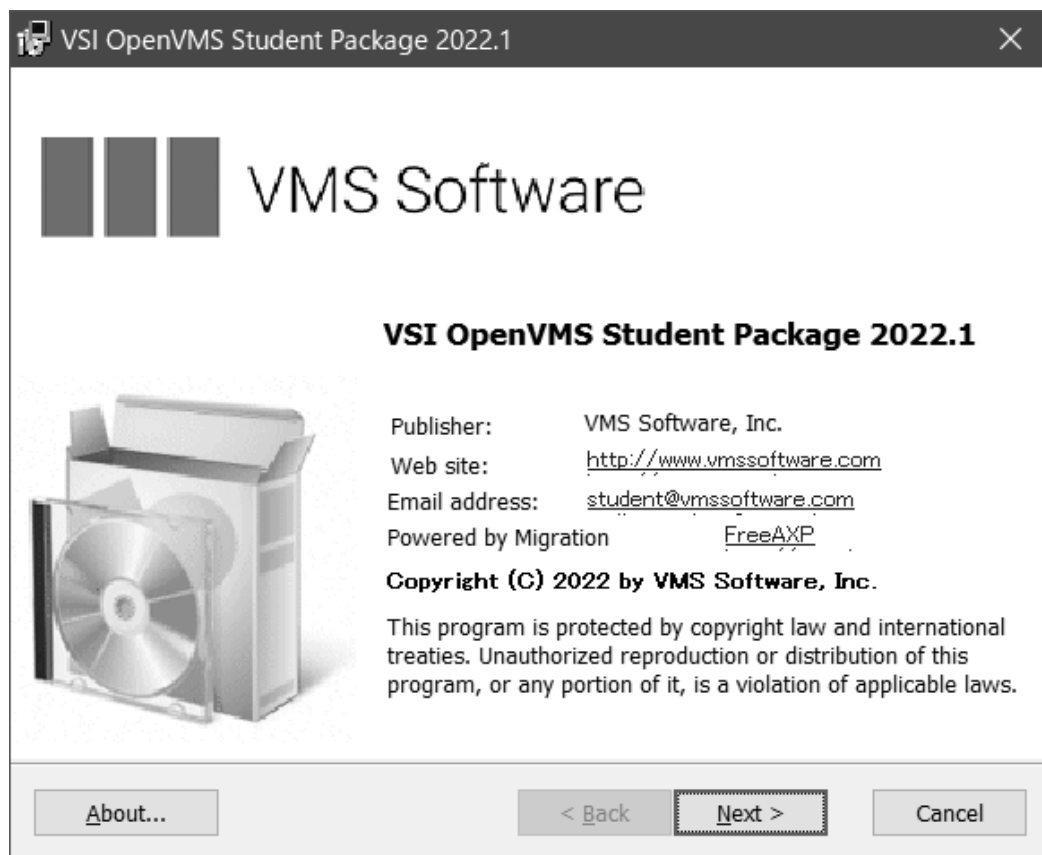 VSI OpenVMS Student Package 2022.1
VMS Software
VSI OpenVMS Student Package 2022.1
Publisher: VMS Software, Inc.
Web site: http://www.vmssoftware.com
Email address: student@vmssoftware.com
Powered by Migration FreeAXP
Copyright (C) 2022 by VMS Software, Inc.
This program is protected by copyright law and international
treaties. Unauthorized reproduction or distribution of this
program, or any portion of it, is a violation of applicable laws.
About... < Back Next > Cancel